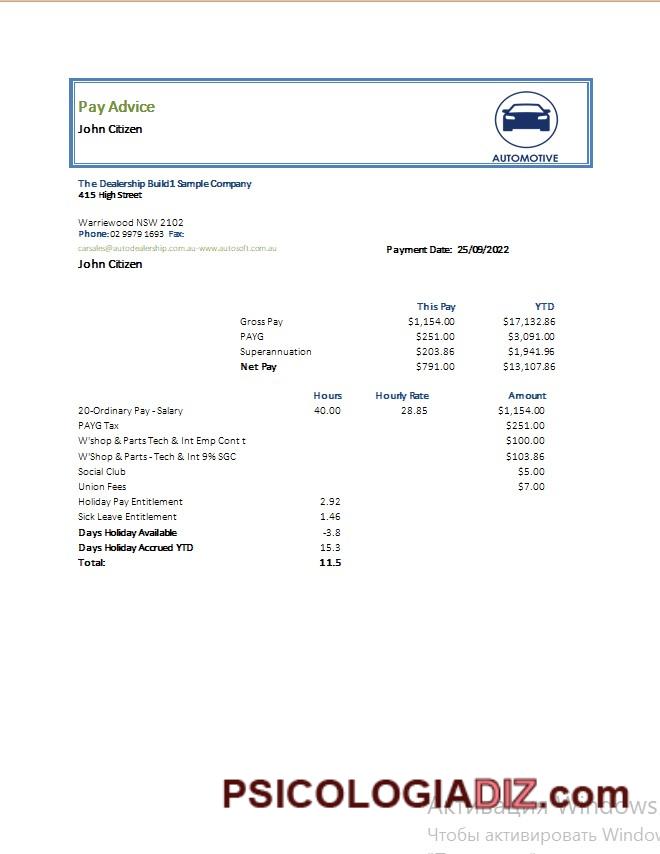 Pay Advice
John Citizen
AUTOMOTIVE
The Dealership Build1 Sample Company
415 High Street
Warriewood NSW 2102
Phone: 02 9979 1693 Fax:
carsales@autodealership.com.au-www.autosoft.com.au
Payment Date: 25/09/2022
John Citizen
This Pay YTD
Gross Pay $1,154.00 $17,132.86
PAYG $251.00 $3,091.00
Superannuation $203.86 $1,941.96
Net Pay $791.00 $13,107.86
Hours Hourly Rate Amount
20-Ordinary Pay - Salary 40.00 28.85 $1,154.00
PAYG Tax $251.00
W'shop & Parts Tech & Int Emp Cont t $100.00
W'Shop & Parts - Tech & Int 9% SGC $103.86
Social Club $5.00
Union Fees $7.00
Holiday Pay Entitlement 2.92
Sick Leave Entitlement 1.46
Days Holiday Available -3.8
Days Holiday Accrued YTD 15.3
Total: 11.5
PSICOLOGIADIZ.com
Активация Windows
Чтобы активировать Windo